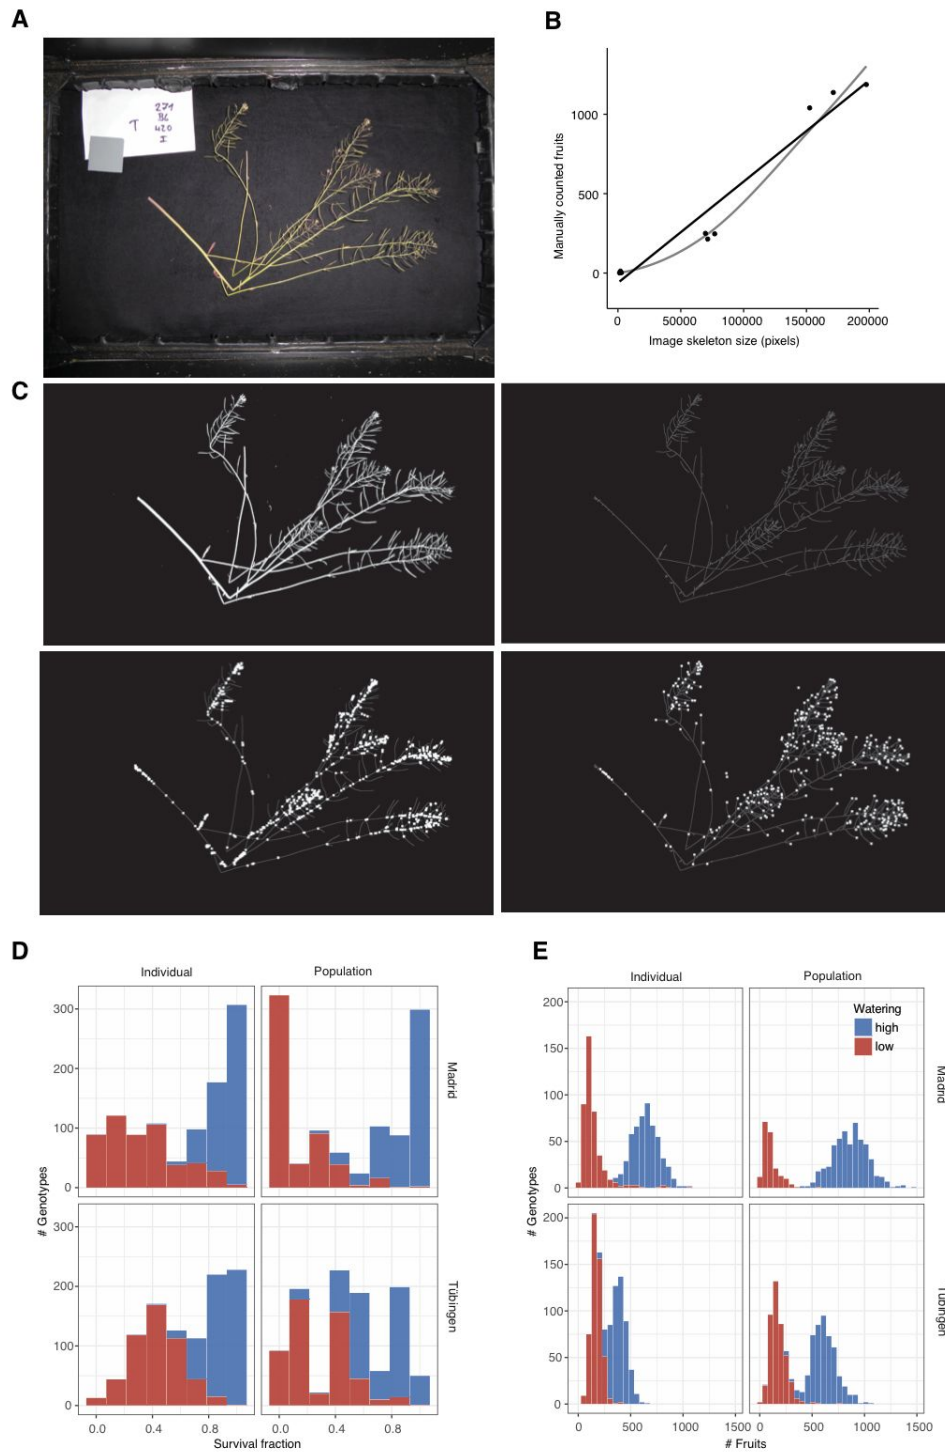 A
T
279
B6
420
I
B
Manually counted fruits
1000
500
0
0
50000
100000
150000
200000
Image skeleton size (pixels)
C
D
Individual
Population
# Genotypes
300
200
100
0
Madrid
300
200
100
0
Tübingen
0.0
0.4
0.8
0.0
0.4
0.8
Survival fraction
E
Individual
Population
# Genotypes
200
150
100
50
0
Watering
high
low
Madrid
200
150
100
50
0
Tübingen
0
500
1000
1500
0
500
1000
1500
# Fruits